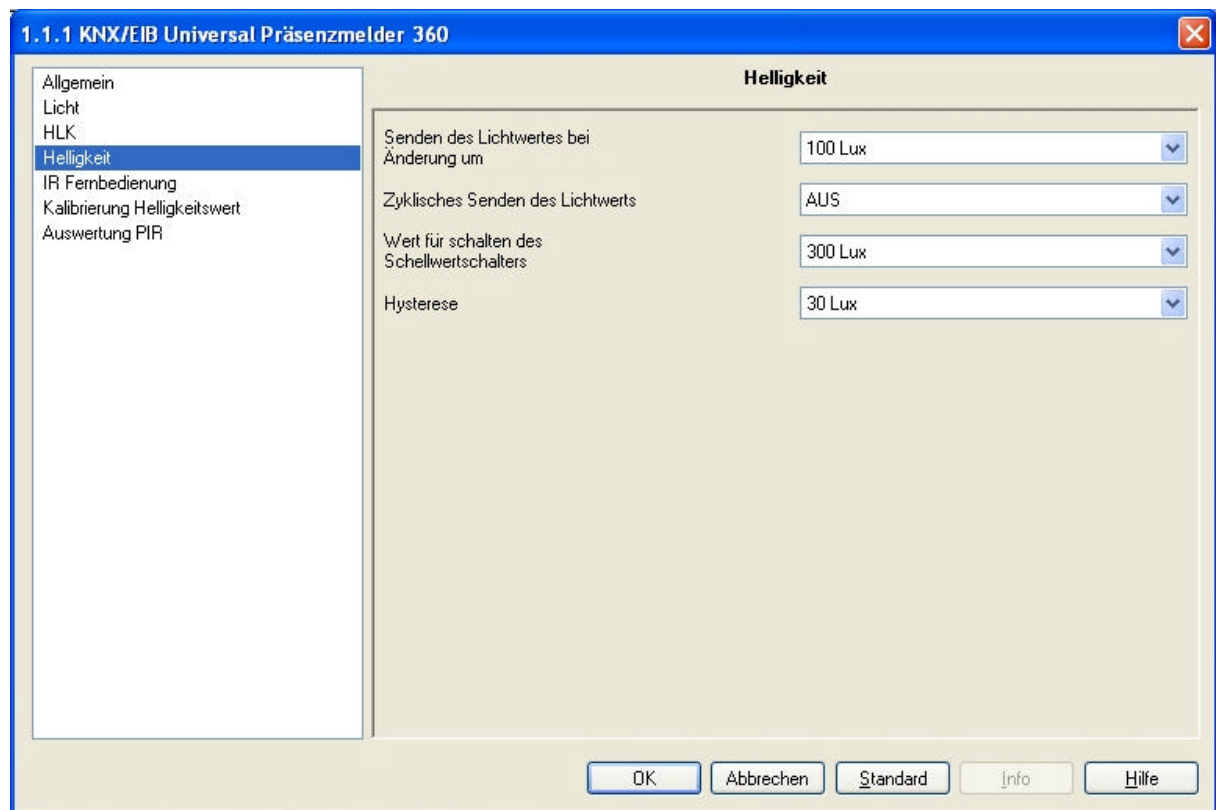 1.1.1 KNX/EIB Universal Präsenzmelder 360
Allgemein
Licht
HLK
Helligkeit
IR Fernbedienung
Kalibrierung Helligkeitswert
Auswertung PIR
Helligkeit
Senden des Lichtwertes bei
Änderung um
100 Lux
Zyklisches Senden des Lichtwerts
AUS
Wert für schalten des
Schellwertschalters
300 Lux
Hysterese
30 Lux
OK
Abbrechen
Standard
Info
Hilfe